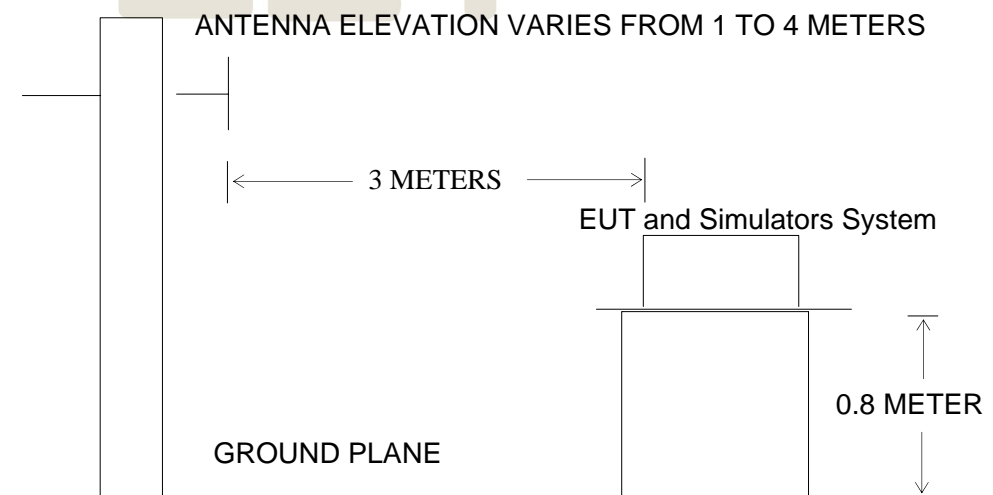 ANTENNA ELEVATION VARIES FROM 1 TO 4 METERS
3 METERS
EUT and Simulators System
0.8 METER
GROUND PLANE